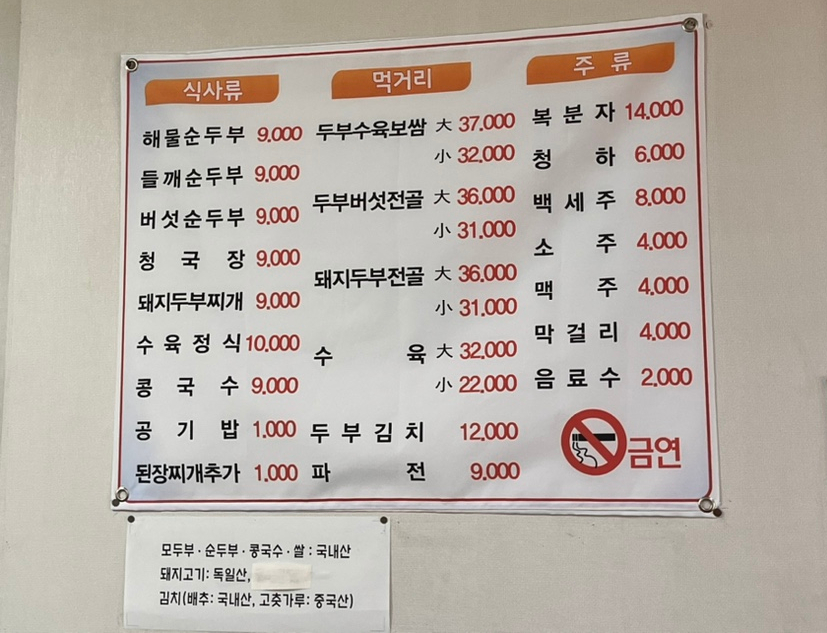 식사류
해물순두부 9.000
들깨순두부 9.000
버섯순두부 9.000
청국장 9.000
돼지두부찌개 9.000
수육정식 10.000
콩국수 9.000
공기밥 1.000
된장찌개추가 1.000
먹거리
두부수육보쌈 大 37.000
小 32.000
두부버섯전골 大 36.000
小 31.000
돼지두부전골 大 36.000
小 31.000
수육 大 32.000
小 22.000
두부김치 12.000
파전 9.000
주류
복분자 14.000
청하 6.000
백세주 8.000
소주 4.000
맥주 4.000
막걸리 4.000
음료수 2.000
금연
모두부·순두부·콩국수·쌀: 국내산
돼지고기: 독일산,
김치(배추: 국내산, 고춧가루: 중국산)